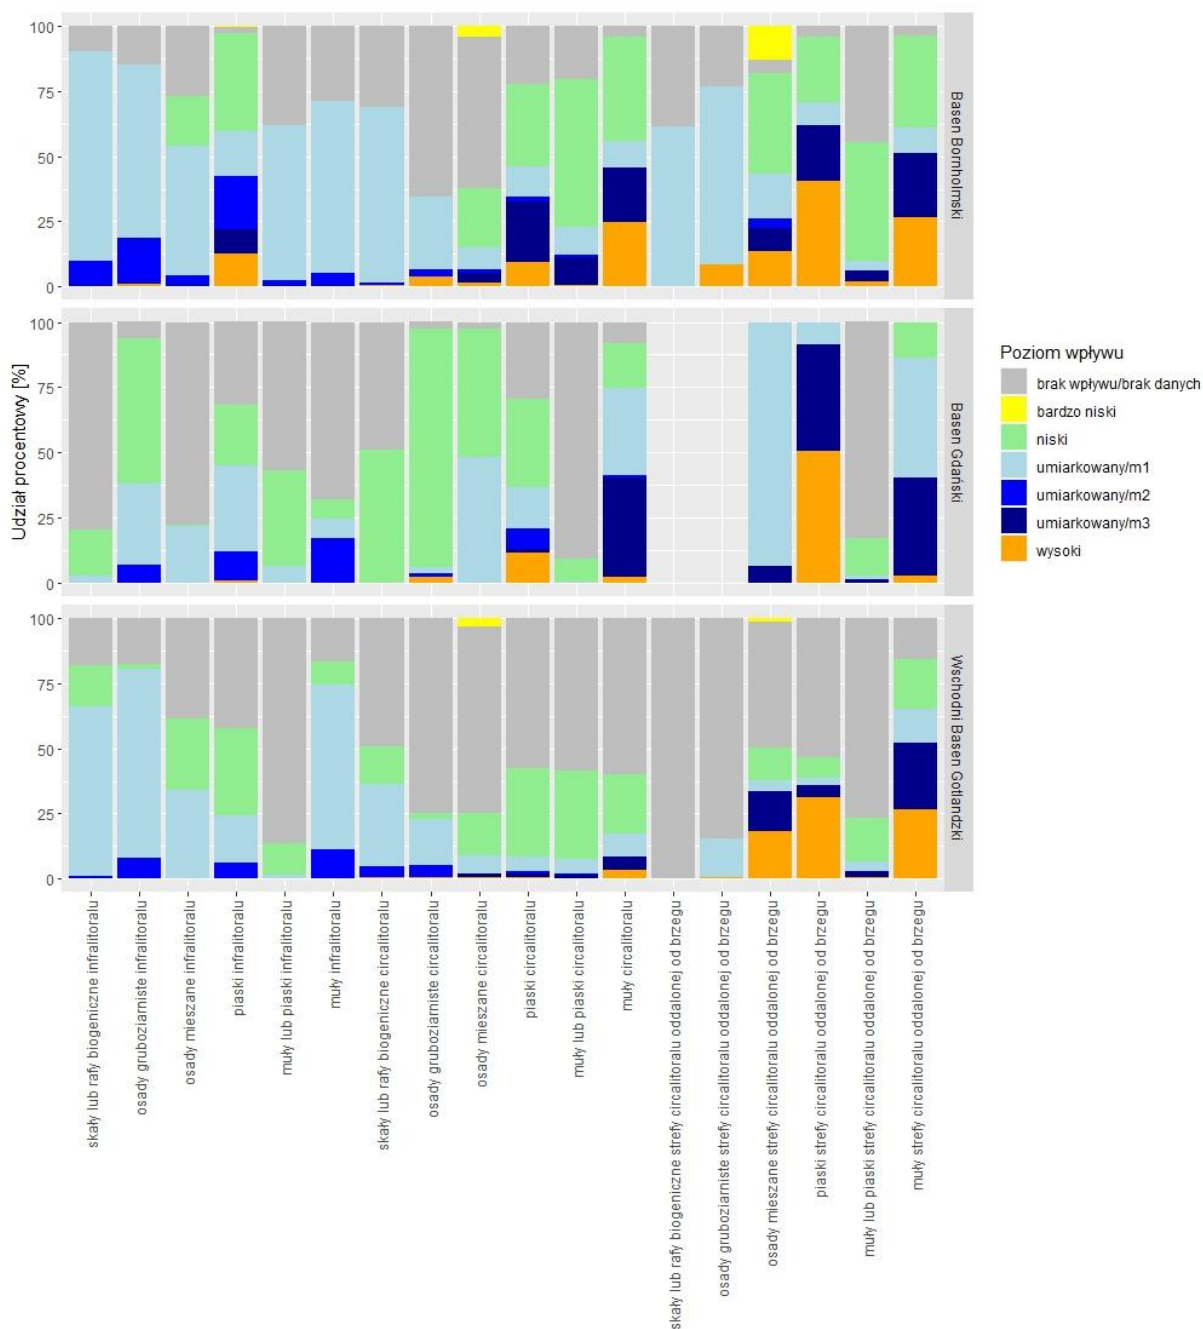 Udział procentowy [%]
100
75
50
25
0
Basen Bornholmski
100
75
50
25
0
Basen Gdański
100
75
50
25
0
Wschodni Basen Gotlandzki
skały lub rafy biogeniczne infralitoralu
osady gruboziarniste infralitoralu
osady mieszane infralitoralu
piaski infralitoralu
muły lub piaski infralitoralu
muły infralitoralu
skały lub rafy biogeniczne circalitoralu
osady gruboziarniste circalitoralu
osady mieszane circalitoralu
piaski circalitoralu
muły lub piaski circalitoralu
muły circalitoralu
skały lub rafy biogeniczne strefy circalitoralu oddalonej od brzegu
osady gruboziarniste strefy circalitoralu oddalonej od brzegu
osady mieszane strefy circalitoralu oddalonej od brzegu
piaski strefy circalitoralu oddalonej od brzegu
muły lub piaski strefy circalitoralu oddalonej od brzegu
muły strefy circalitoralu oddalonej od brzegu
Poziom wpływu
brak wpływu/brak danych
bardzo niski
niski
umiarkowany/m1
umiarkowany/m2
umiarkowany/m3
wysoki